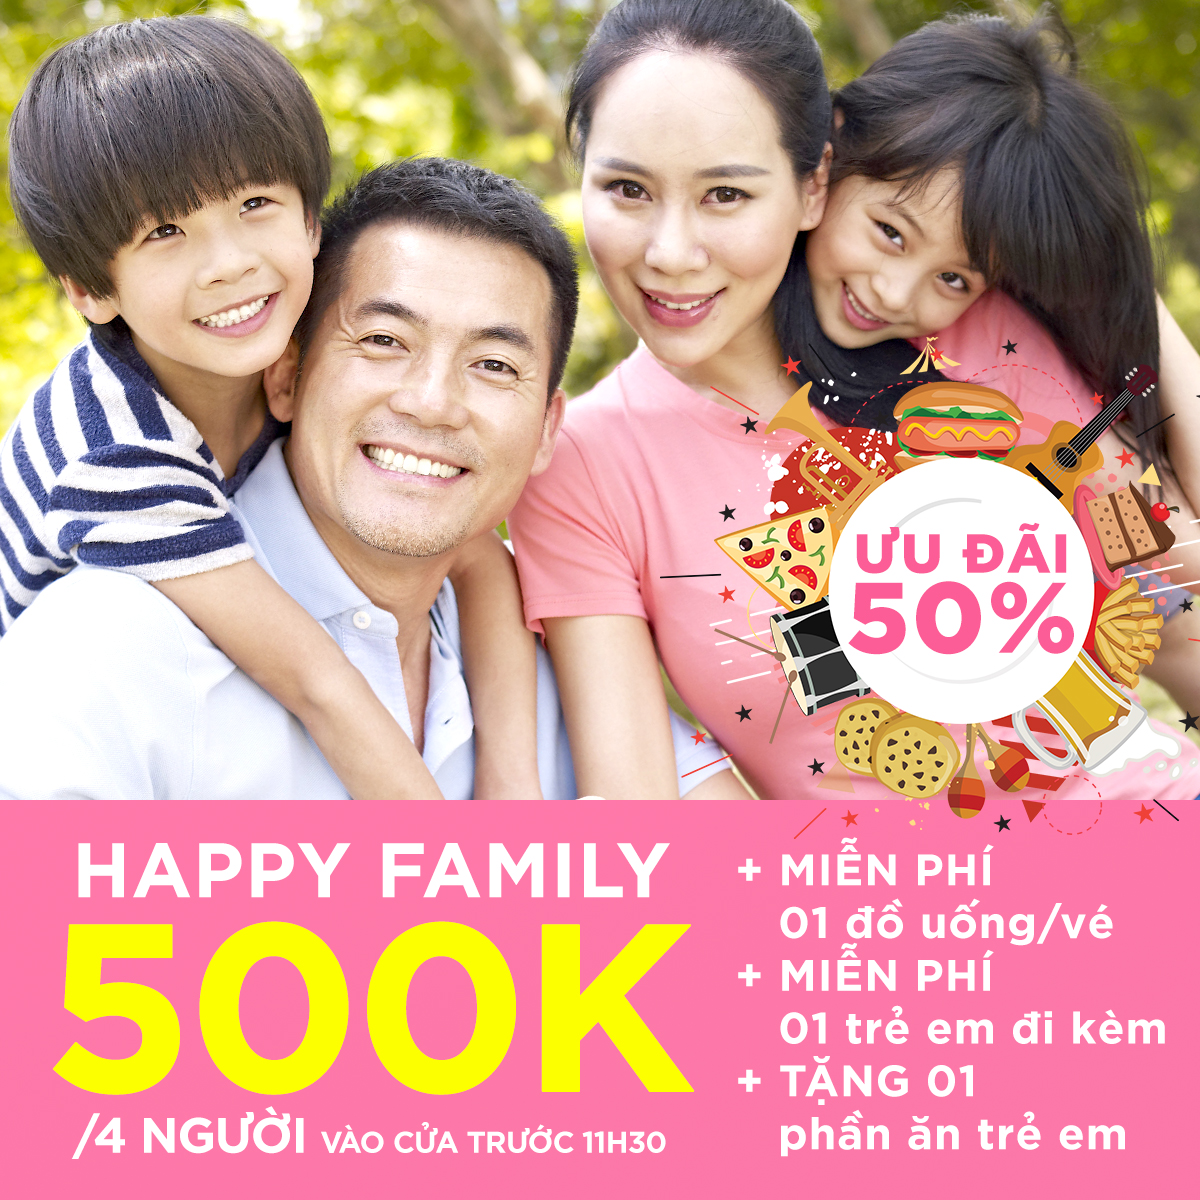 ƯU ĐÃI
50%
HAPPY FAMILY
500K
/4 NGƯỜI VÀO CỬA TRƯỚC 11H30
+ MIỄN PHÍ
01 đồ uống/vé
+ MIỄN PHÍ
01 trẻ em đi kèm
+ TẶNG 01
phần ăn trẻ em